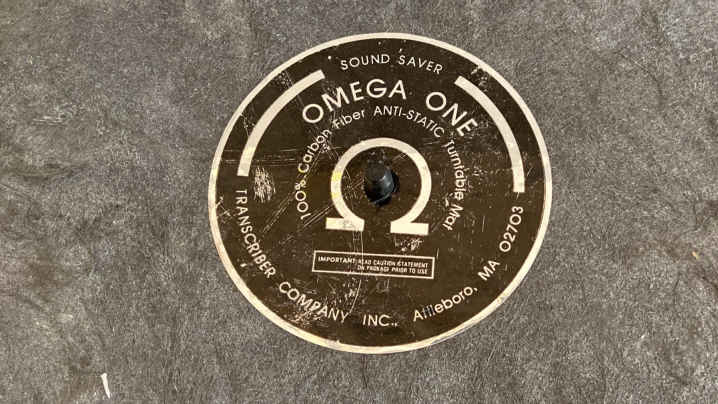 SOUND SAVER
OMEGA ONE
100% Carbon Fiber ANTI-STATIC Turntable Mat
Ω
IMPORTANT: READ CAUTION STATEMENT
ON PACKAGE PRIOR TO USE
TRANSCRIBER COMPANY INC., Attleboro, MA 02703